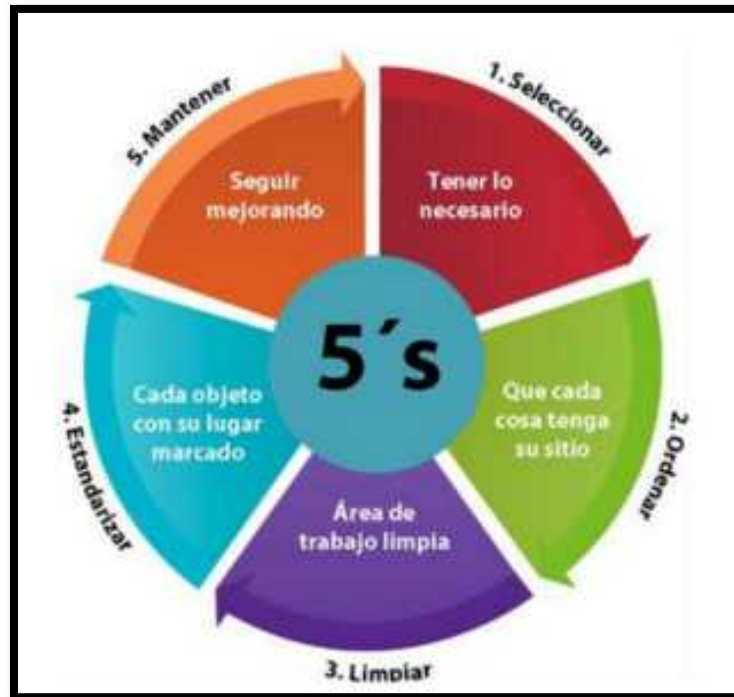 1. Seleccionar
Tener lo
necesario
2. Ordenar
Que cada
cosa tenga
su sitio
3. Limpiar
Área de
trabajo limpia
4. Estandarizar
Cada objeto
con su lugar
marcado
5. Mantener
Seguir
mejorando
5´s